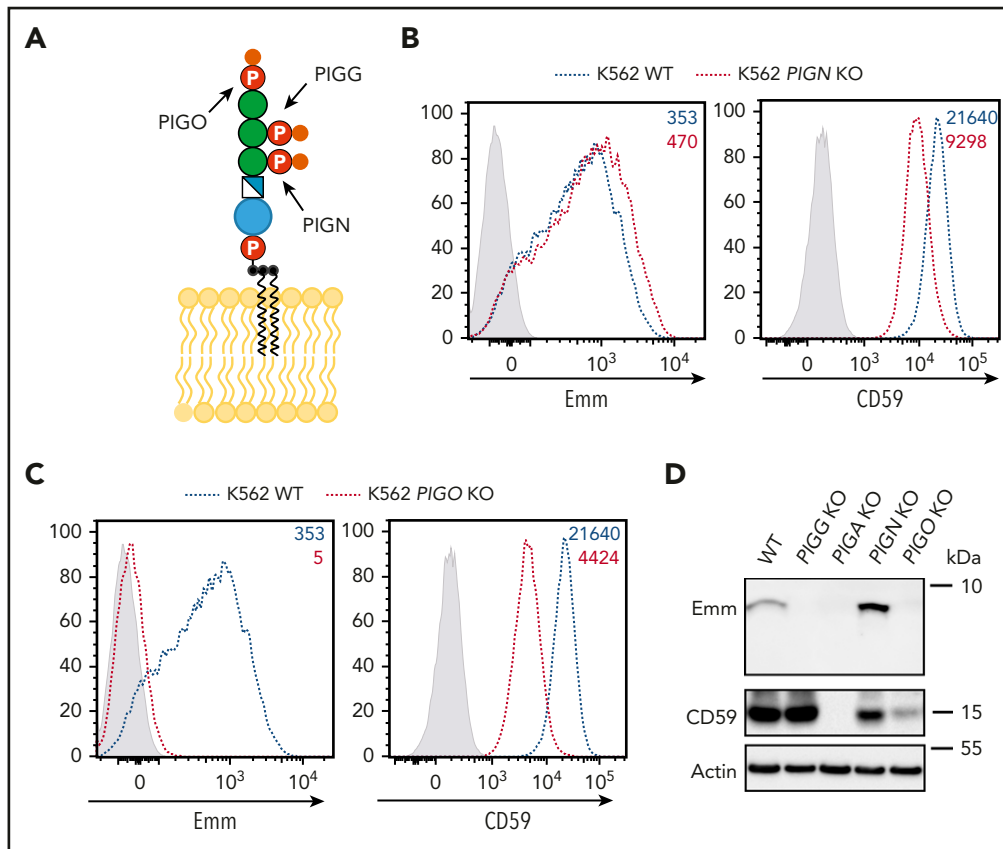 A
PIGG
P
PIGO
P
P
PIGN
P
B
K562 WT K562 PIGN KO
100
80
60
40
20
0
353
470
0 10³ 10⁴
Emm
100
80
60
40
20
0
21640
9298
0 10³ 10⁴ 10⁵
CD59
C
K562 WT K562 PIGO KO
100
80
60
40
20
0
353
5
0 10³ 10⁴
Emm
100
80
60
40
20
0
21640
4424
0 10³ 10⁴ 10⁵
CD59
D
WT PIGG KO PIGA KO PIGN KO PIGO KO
kDa
Emm 10
CD59 15
55
Actin